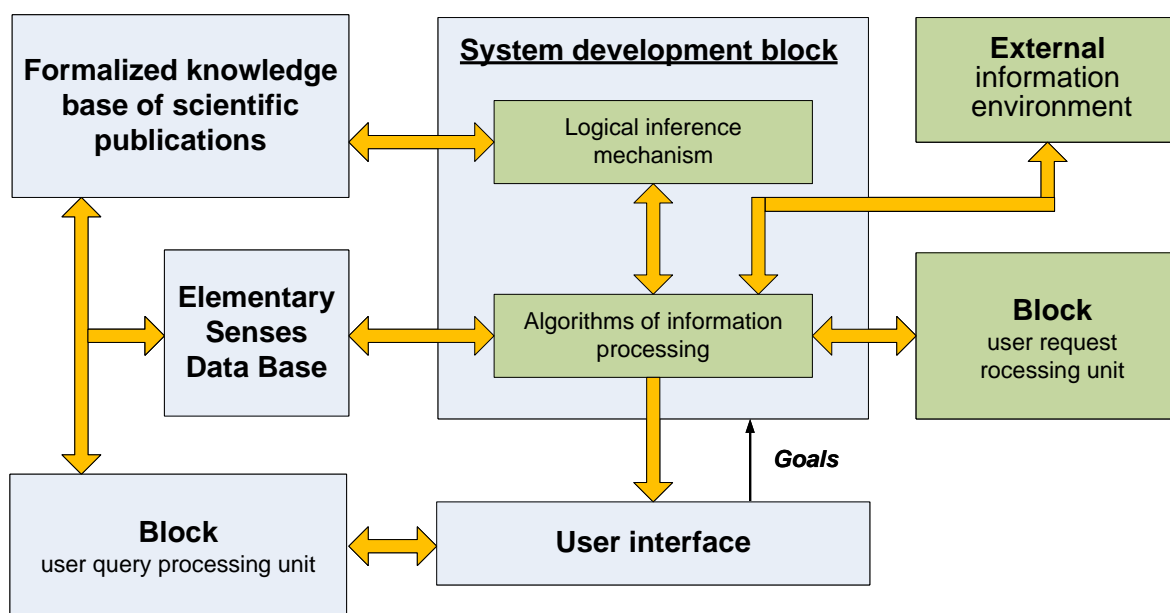 Formalized knowledge
base of scientific
publications
System development block
Logical inference
mechanism
External
information
environment
Elementary
Senses
Data Base
Algorithms of information
processing
Block
user request
rocessing unit
Goals
Block
user query processing unit
User interface